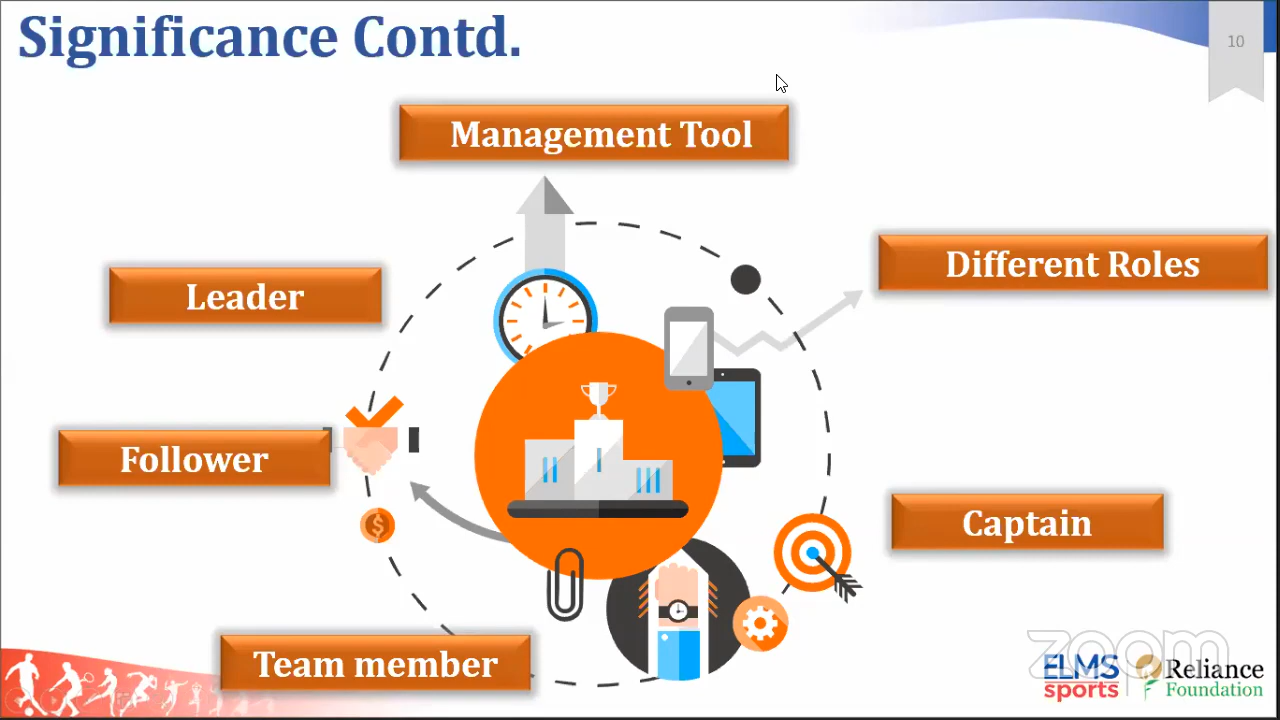 Significance Contd.
10
Management Tool
Different Roles
Leader
Follower
Captain
Team member
$
zoom
ELMS
sports
Reliance
Foundation